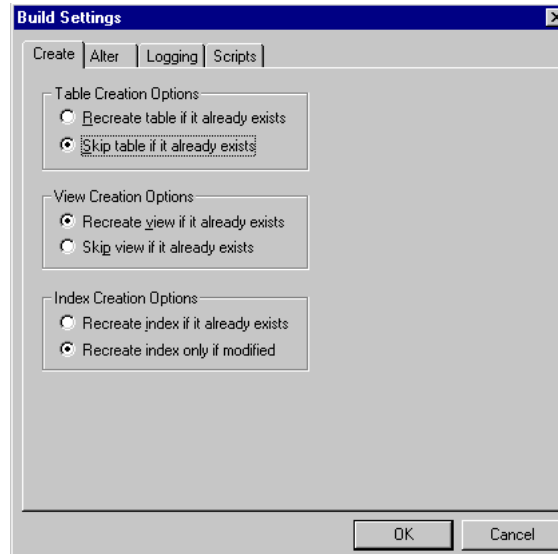 Build Settings
Create Alter Logging Scripts
Table Creation Options
Recreate table if it already exists
Skip table if it already exists
View Creation Options
Recreate view if it already exists
Skip view if it already exists
Index Creation Options
Recreate index if it already exists
Recreate index only if modified
OK Cancel